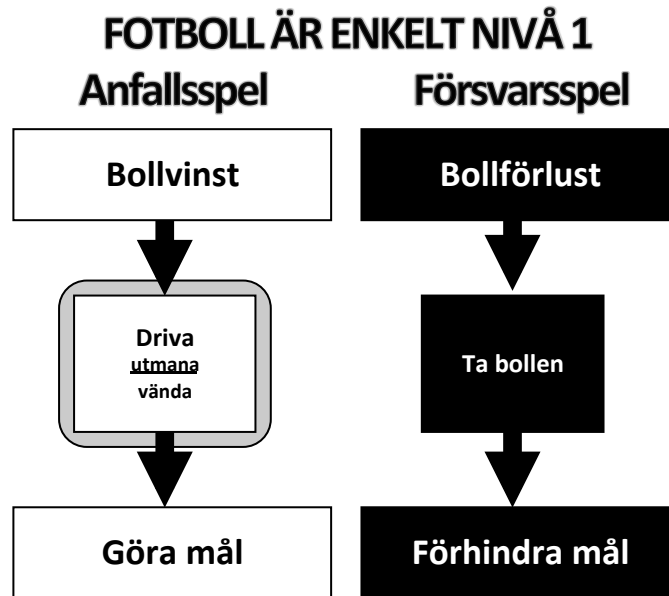 FOTBOLL ÄR ENKELT NIVÅ 1
Anfallsspel
Försvarsspel
Bollvinst
Bollförlust
Driva
utmana
vända
Ta bollen
Göra mål
Förhindra mål